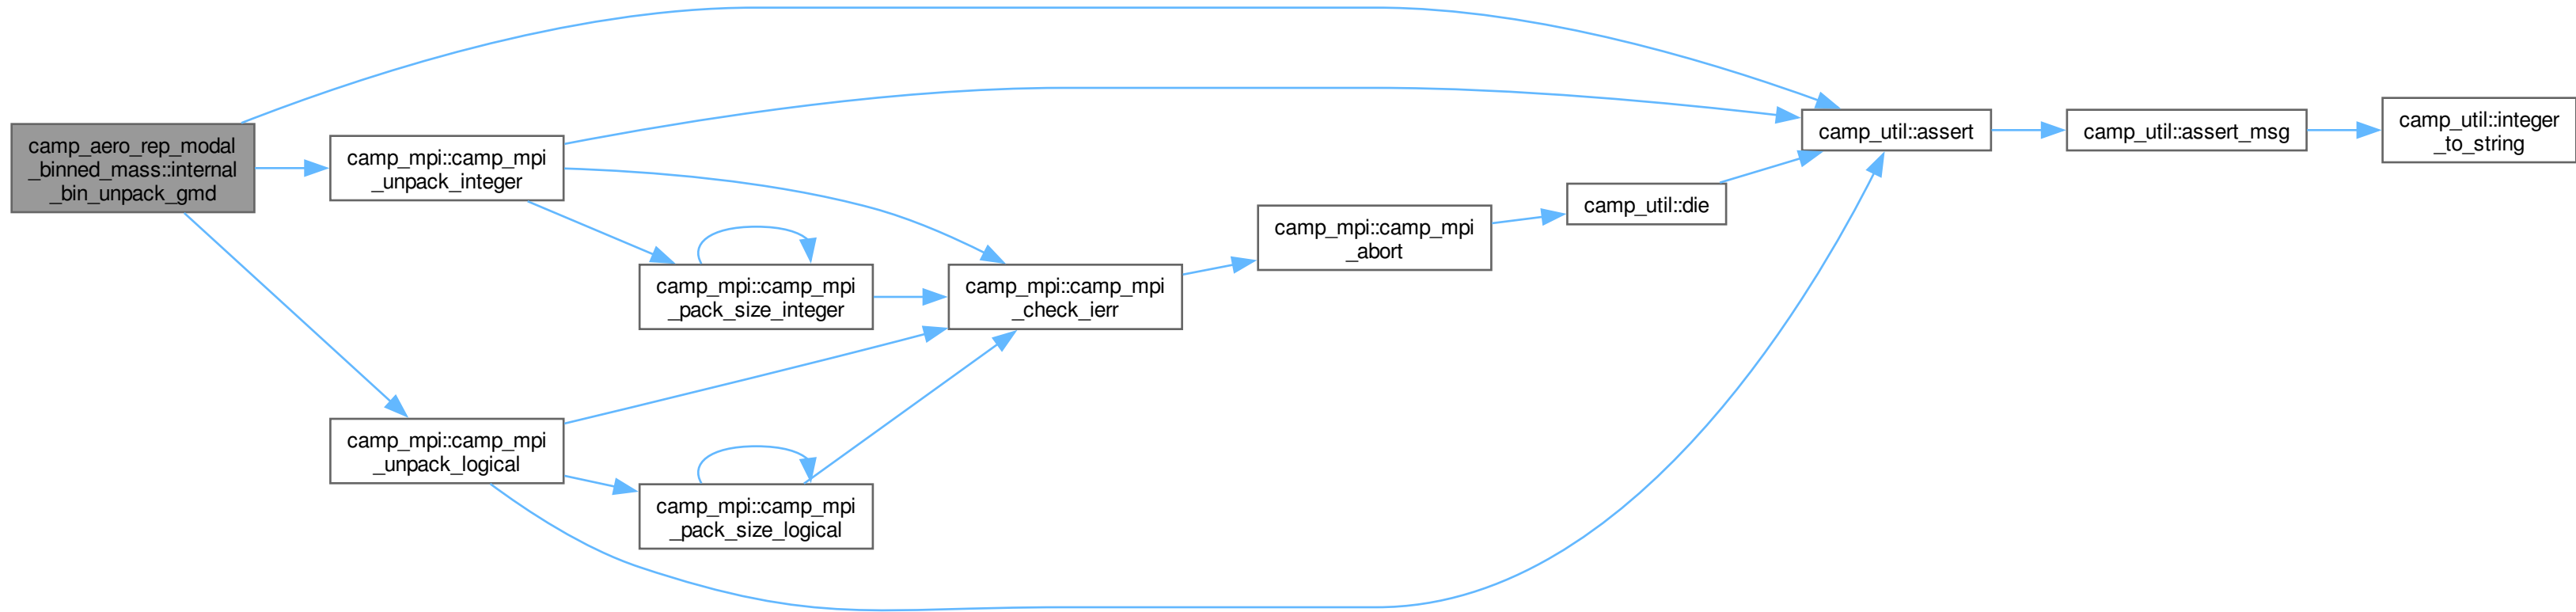 camp_aero_rep_modal
_binned_mass::internal
_bin_unpack_gmd
camp_mpi::camp_mpi
_unpack_integer
camp_mpi::camp_mpi
_pack_size_integer
camp_mpi::camp_mpi
_check_ierr
camp_mpi::camp_mpi
_abort
camp_util::die
camp_util::assert
camp_util::assert_msg
camp_util::integer
_to_string
camp_mpi::camp_mpi
_unpack_logical
camp_mpi::camp_mpi
_pack_size_logical